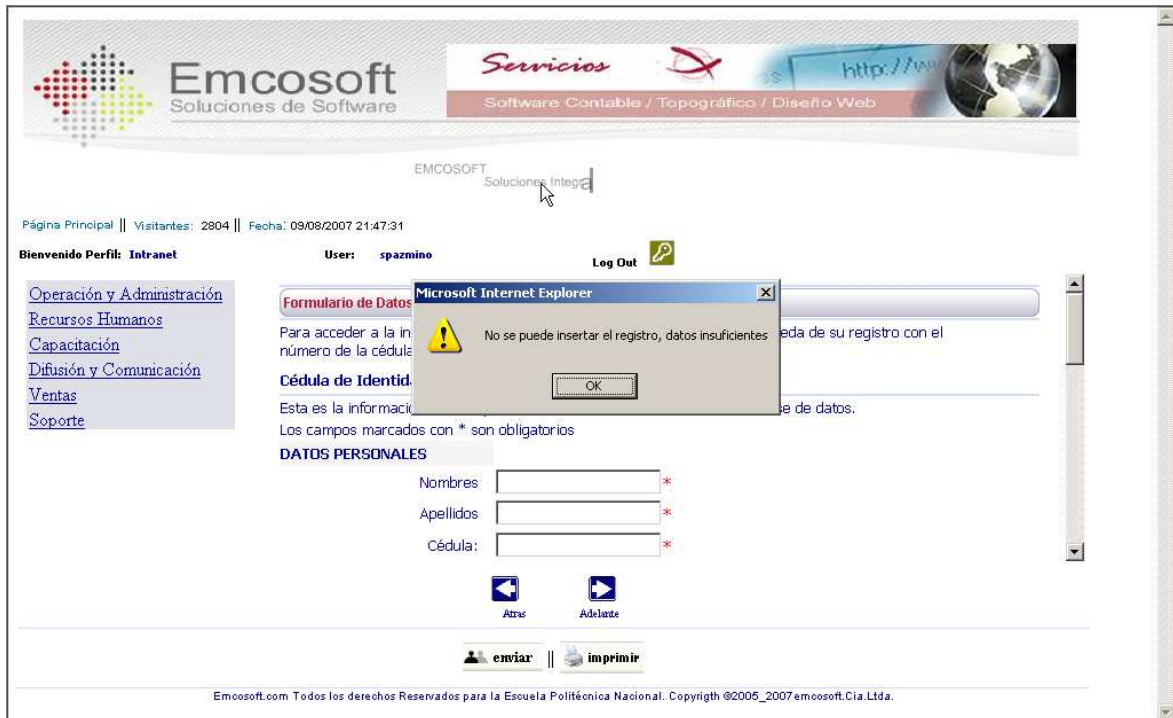 Emcosoft
Soluciones de Software
Servicios
http://w
Software Contable / Topográfico / Diseño Web
EMCOSOFT
Soluciones Integra
Página Principal || Visitantes: 2804 || Fecha: 09/08/2007 21:47:31
Bienvenido Perfil: Intranet User: spazmino Log Out
Operación y Administración
Recursos Humanos
Capacitación
Difusión y Comunicación
Ventas
Soporte
Formulario de Datos
Microsoft Internet Explorer
No se puede insertar el registro, datos insuficientes
OK
Para acceder a la in eda de su registro con el
número de la cédula
Cédula de Identid
Esta es la informaci se de datos.
Los campos marcados con * son obligatorios
DATOS PERSONALES
Nombres *
Apellidos *
Cédula: *
Atras Adelante
enviar || imprimir
Emcosoft.com Todos los derechos Reservados para la Escuela Politécnica Nacional. Copyrigth @2005_2007emcosoft.Cia.Ltda.